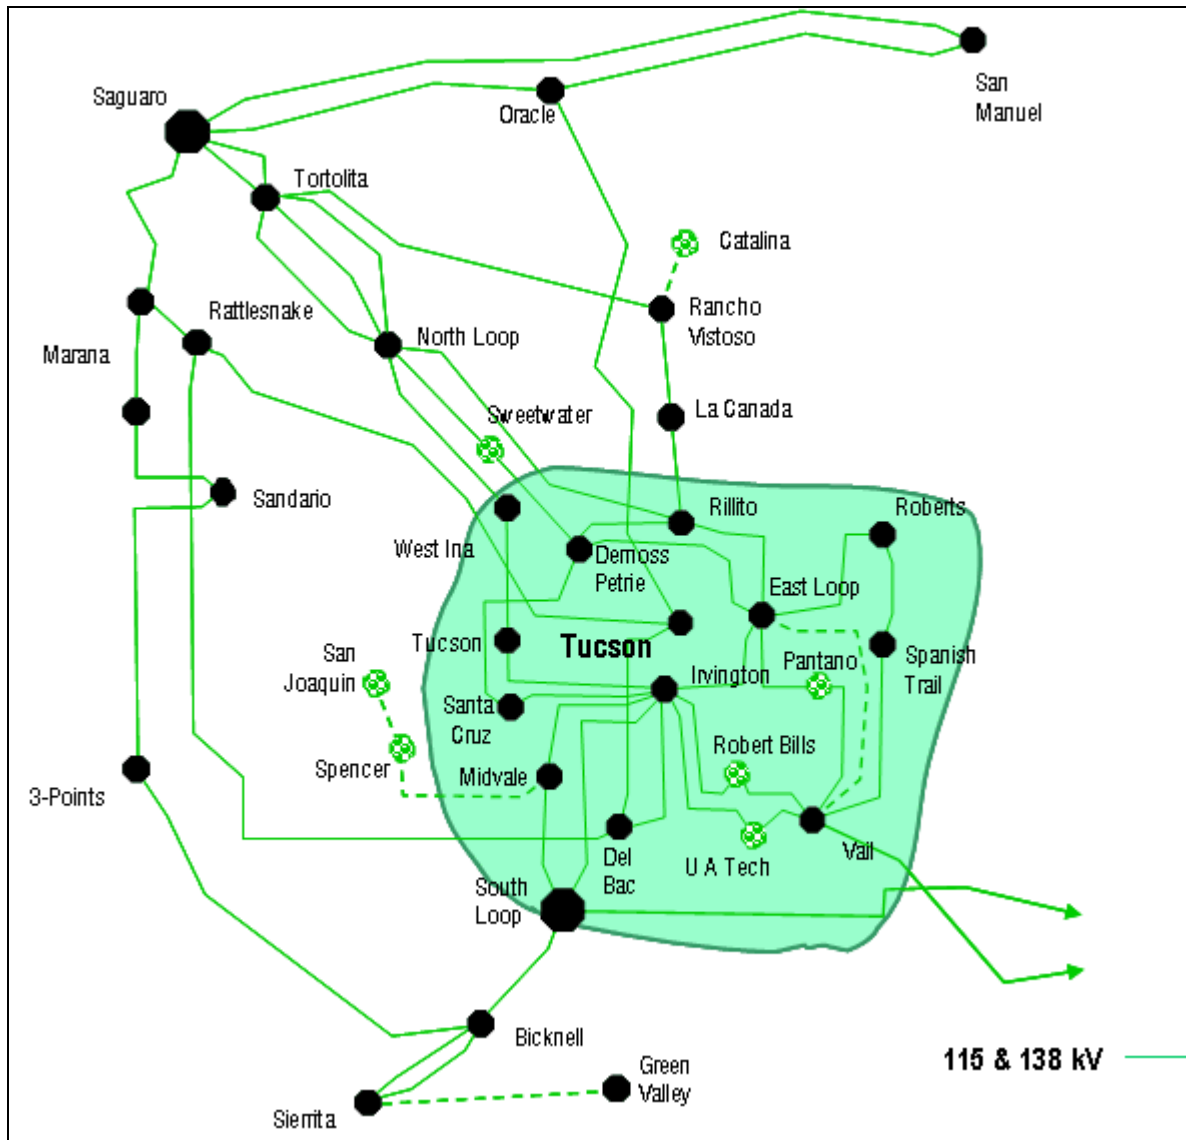 San
Manuel
Saguaro
Oracle
Tortolita
Catalina
Rancho
Vistoso
Rattlesnake
North Loop
Marana
La Canada
Sweetwater
Sandario
Rillito
Roberts
West Ina
Demoss
Petrie
East Loop
Tucson
Tucson
San
Joaquin
Pantano
Spanish
Trail
Irvington
Santa
Cruz
Robert Bills
Spencer
Midvale
3-Points
Del
Bac
U A Tech
Vail
South
Loop
Bicknell
Green
Valley
Sierrita
115 & 138 kV